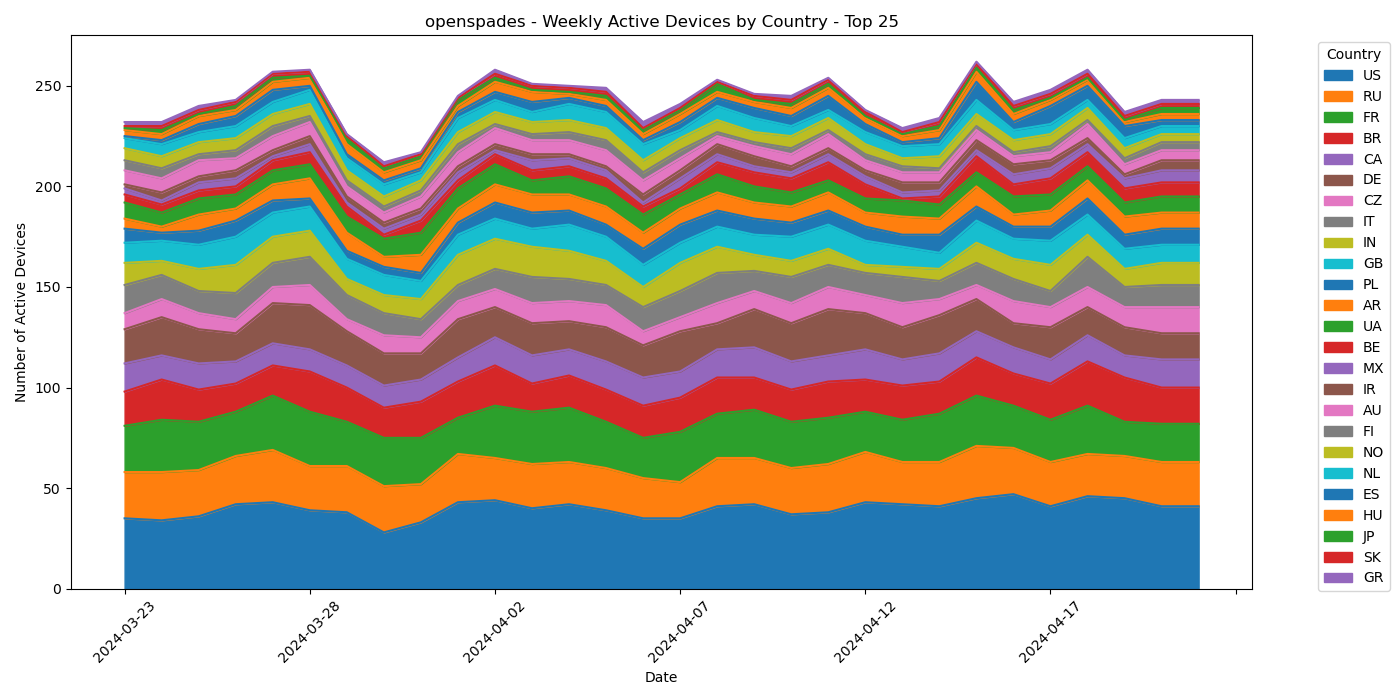 openspades - Weekly Active Devices by Country - Top 25
Number of Active Devices
250
200
150
100
50
0
2024-03-23
2024-03-28
2024-04-02
2024-04-07
2024-04-12
2024-04-17
Date
Country
US
RU
FR
BR
CA
DE
CZ
IT
IN
GB
PL
AR
UA
BE
MX
IR
AU
FI
NO
NL
ES
HU
JP
SK
GR